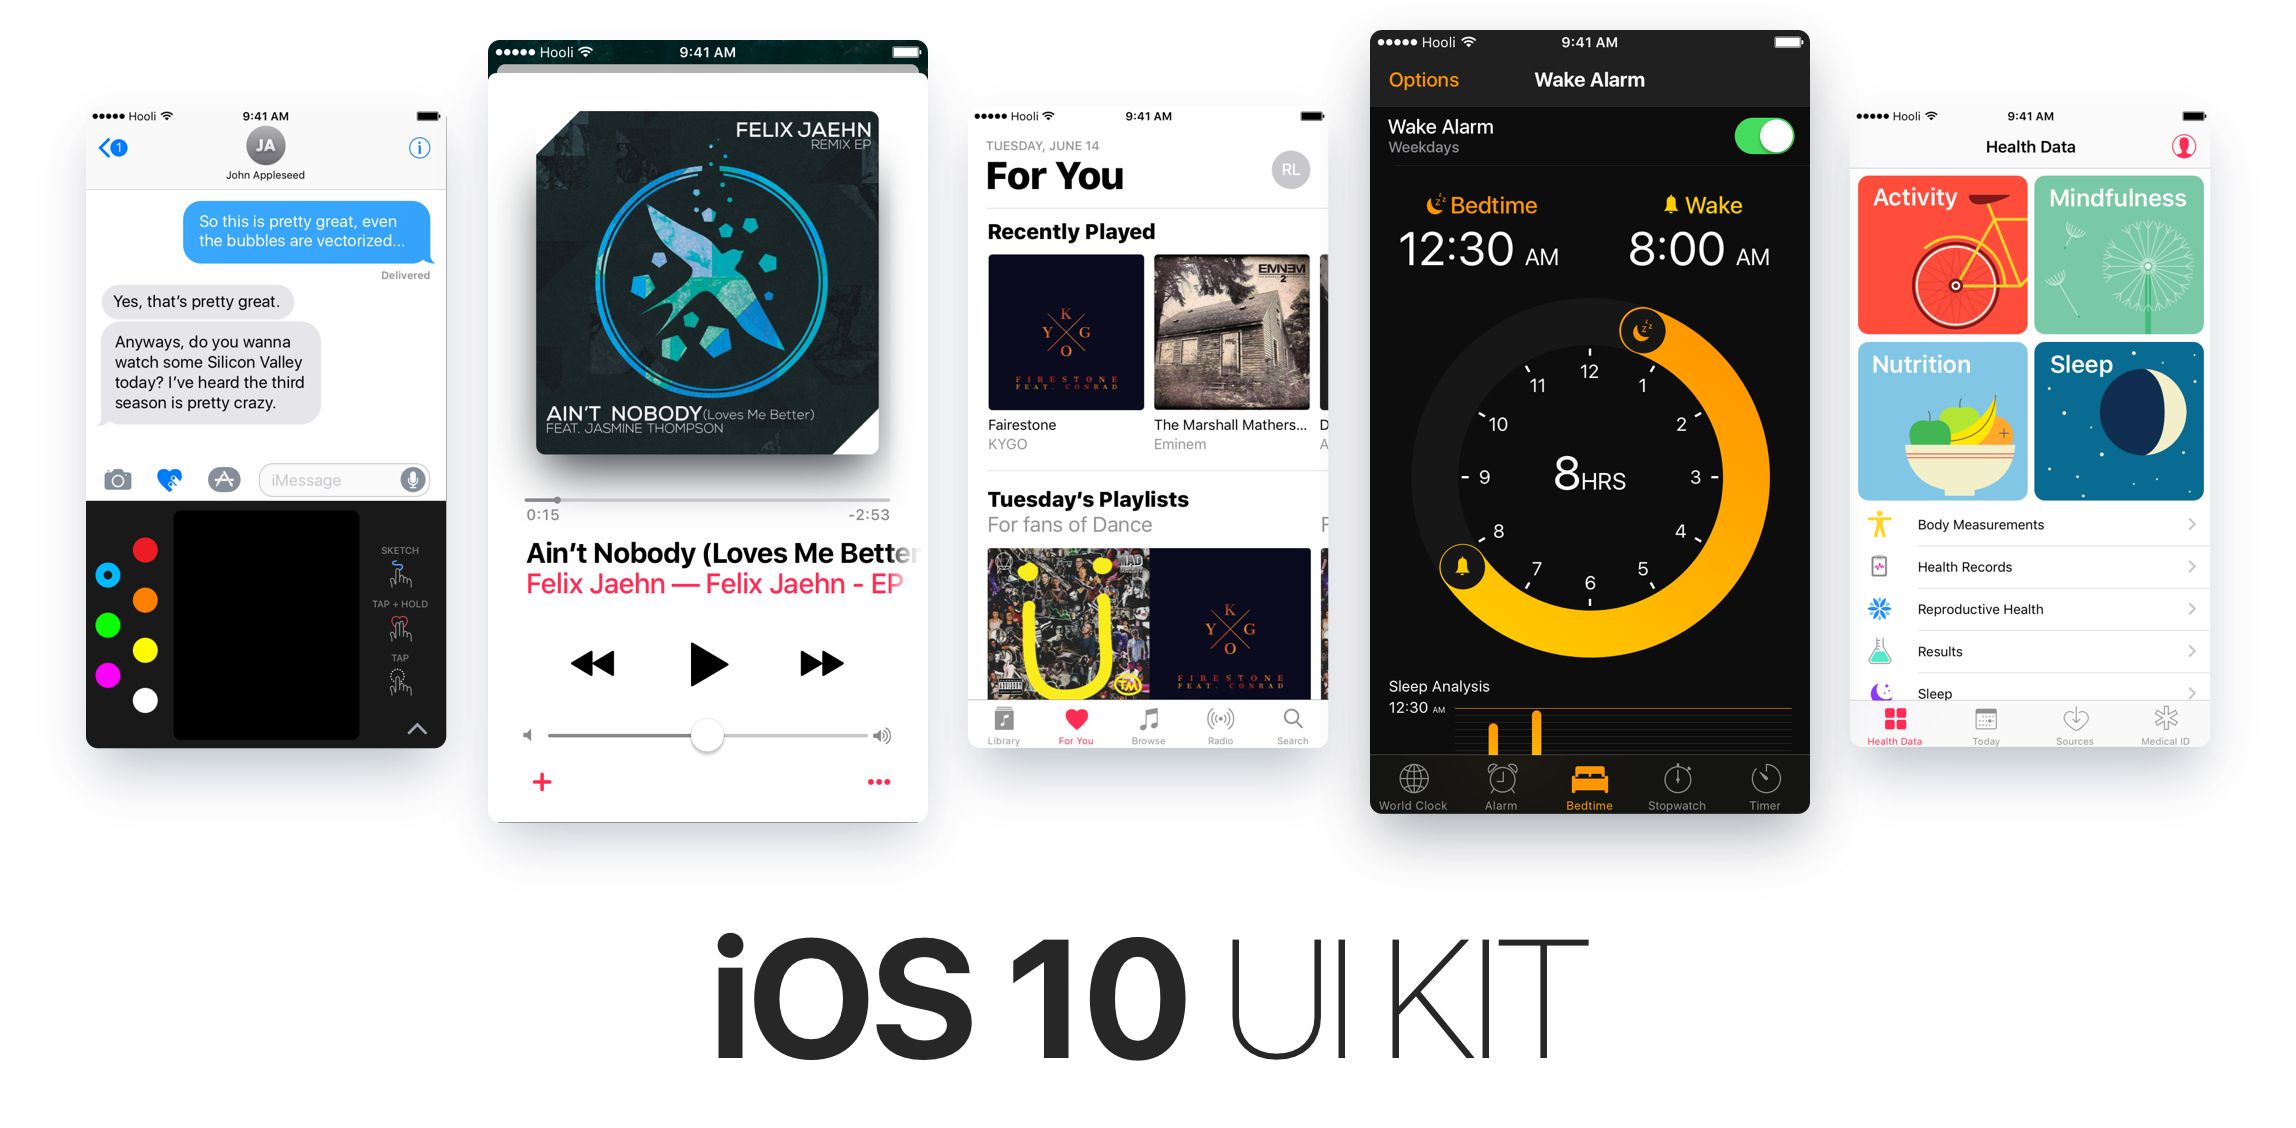 Hooli 9:41 AM
1
JA
John Appleseed
So this is pretty great, even
the bubbles are vectorized...
Delivered
Yes, that's pretty great.
Anyways, do you wanna
watch some Silicon Valley
today? I've heard the third
season is pretty crazy.
iMessage
SKETCH
TAP + HOLD
TAP
Hooli 9:41 AM
FELIX JAEHN
REMIX EP
AIN'T NOBODY (Loves Me Better)
FEAT. JASMINE THOMPSON
0:15 -2:53
Ain't Nobody (Loves Me Better
Felix Jaehn — Felix Jaehn - EP
Hooli 9:41 AM
TUESDAY, JUNE 14
For You
RL
Recently Played
K
Y G
O
FIRESTONE
FEAT. CONRAD
EMINEM
2
Fairestone
KYGO
The Marshall Mathers...
Eminem
D
A
Tuesday's Playlists
For fans of Dance
F
MAD
U
TM
K
Y G
O
FIRESTONE
FEAT. CONRAD
Library For You Browse Radio Search
Hooli 9:41 AM
Options Wake Alarm
Wake Alarm
Weekdays
Bedtime Wake
12:30 AM 8:00 AM
12
1
2
3
4
5
6
7
8
9
10
11
8HRS
Sleep Analysis
12:30 AM
World Clock Alarm Bedtime Stopwatch Timer
Hooli 9:41 AM
Health Data
Activity Mindfulness
Nutrition Sleep
Body Measurements
Health Records
Reproductive Health
Results
Sleep
Health Data Today Sources Medical ID
iOS 10 UI KIT